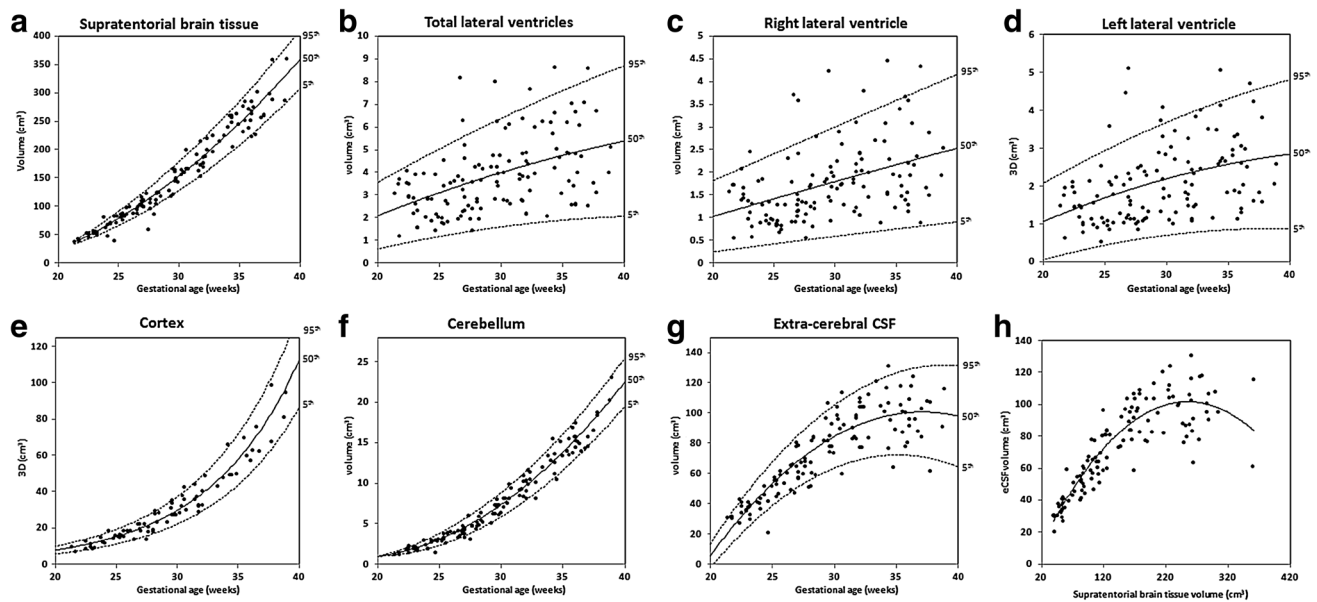 a
Supratentorial brain tissue
400
350
300
250
200
150
100
50
0
Volume (cm³)
20 25 30 35 40
Gestational age (weeks)
95th
50th
5th
b
Total lateral ventricles
10
9
8
7
6
5
4
3
2
1
0
volume (cm³)
20 25 30 35 40
Gestational age (weeks)
95th
50th
5th
c
Right lateral ventricle
5
4.5
4
3.5
3
2.5
2
1.5
1
0.5
0
volume (cm³)
20 25 30 35 40
Gestational age (weeks)
95th
50th
5th
d
Left lateral ventricle
6
5
4
3
2
1
0
3D (cm³)
20 25 30 35 40
Gestational age (weeks)
95th
50th
5th
e
Cortex
120
100
80
60
40
20
0
3D (cm³)
20 25 30 35 40
Gestational age (weeks)
95th
50th
5th
f
Cerebellum
25
20
15
10
5
0
volume (cm³)
20 25 30 35 40
Gestational age (weeks)
95th
50th
5th
g
Extra-cerebral CSF
140
120
100
80
60
40
20
0
volume (cm³)
20 25 30 35 40
Gestational age (weeks)
95th
50th
5th
h
140
120
100
80
60
40
20
0
eCSF volume (cm³)
20 120 220 320 420
Supratentorial brain tissue volume (cm³)